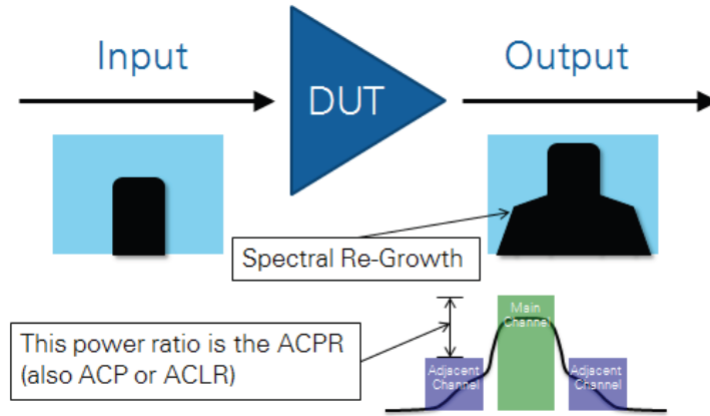 Input
DUT
Output
Spectral Re-Growth
This power ratio is the ACPR
(also ACP or ACLR)
Main
Channel
Adjacent
Channel
Adjacent
Channel